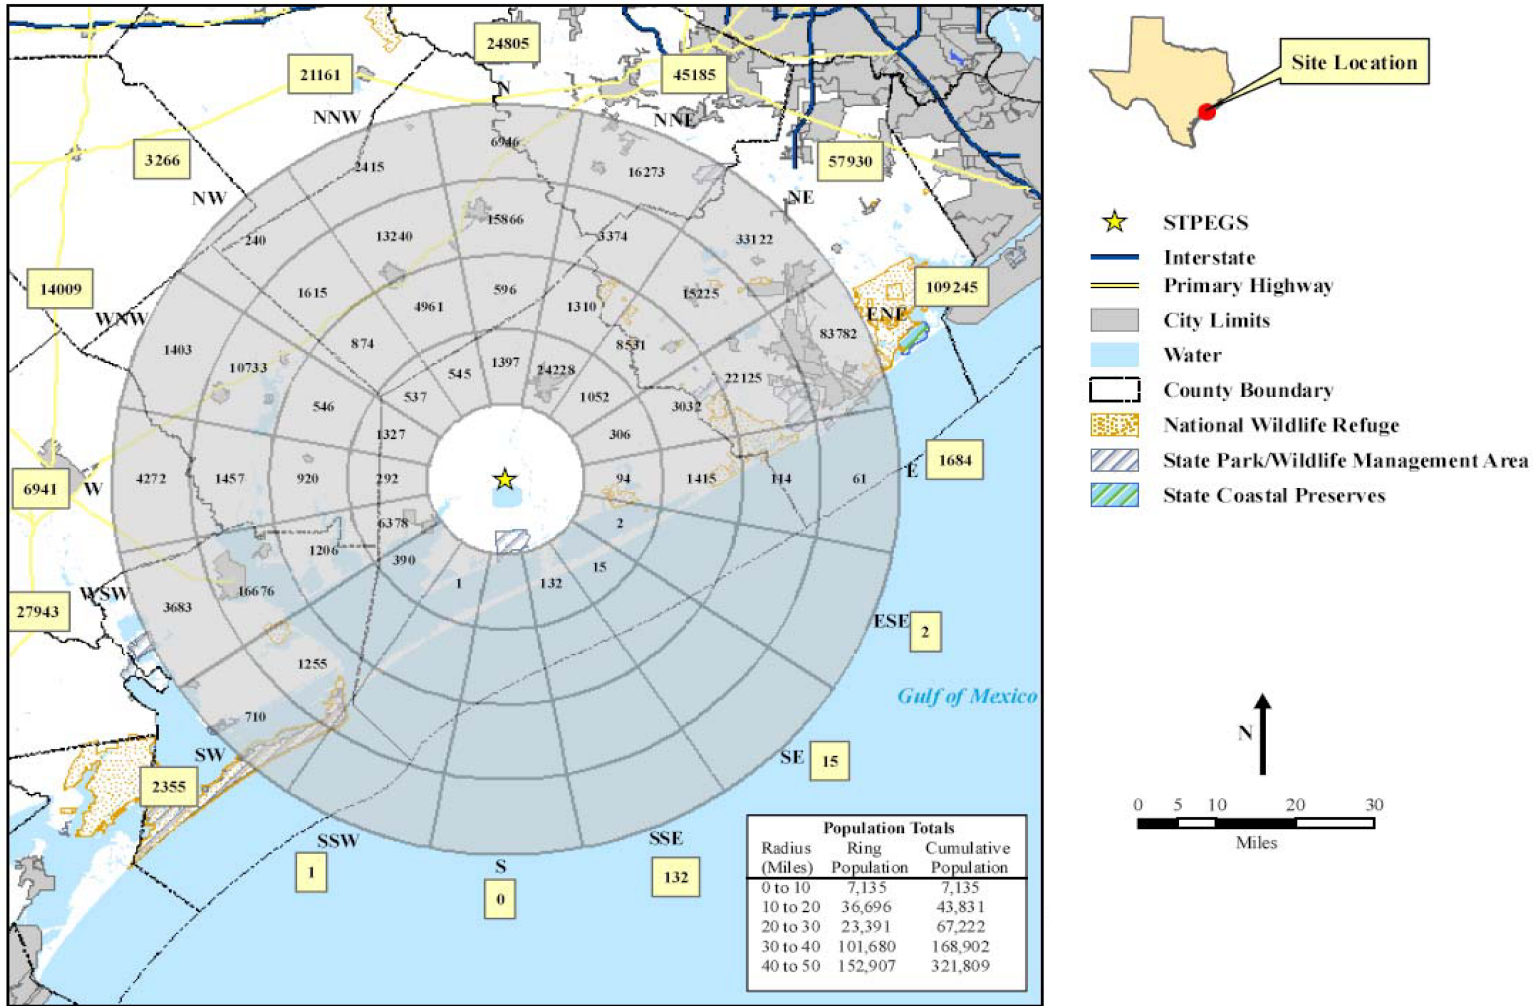 24805
21161
45185
N
NNW
NNE
6946
3266
2415
16273
57930
NW
NE
15866
240
13240
3374
33122
14009
1615
596
15225
109245
4961
1310
WNW
ENE
1403
874
8531
83782
10733
1397
24228
545
22125
546
537
1052
3032
1327
306
6941
W
4272
1457
920
292
94
1415
114
61
E
1684
6378
2
1206
390
1
132
15
27943
WSW
3683
16676
ESE
2
1255
Gulf of Mexico
710
SW
SE
15
2355
SSW
1
S
0
SSE
132
Population Totals
Radius (Miles) Ring Population Cumulative Population
0 to 10 7,135 7,135
10 to 20 36,696 43,831
20 to 30 23,391 67,222
30 to 40 101,680 168,902
40 to 50 152,907 321,809
Site Location
STPEGS
Interstate
Primary Highway
City Limits
Water
County Boundary
National Wildlife Refuge
State Park/Wildlife Management Area
State Coastal Preserves
N
0 5 10 20 30
Miles